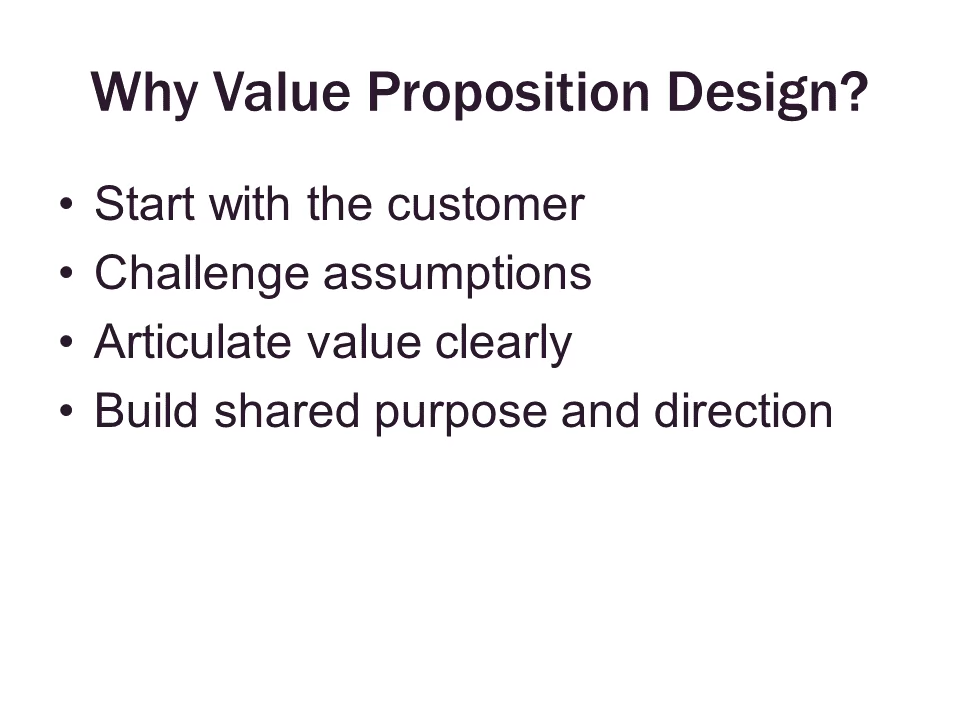 Why Value Proposition Design?
• Start with the customer
• Challenge assumptions
• Articulate value clearly
• Build shared purpose and direction